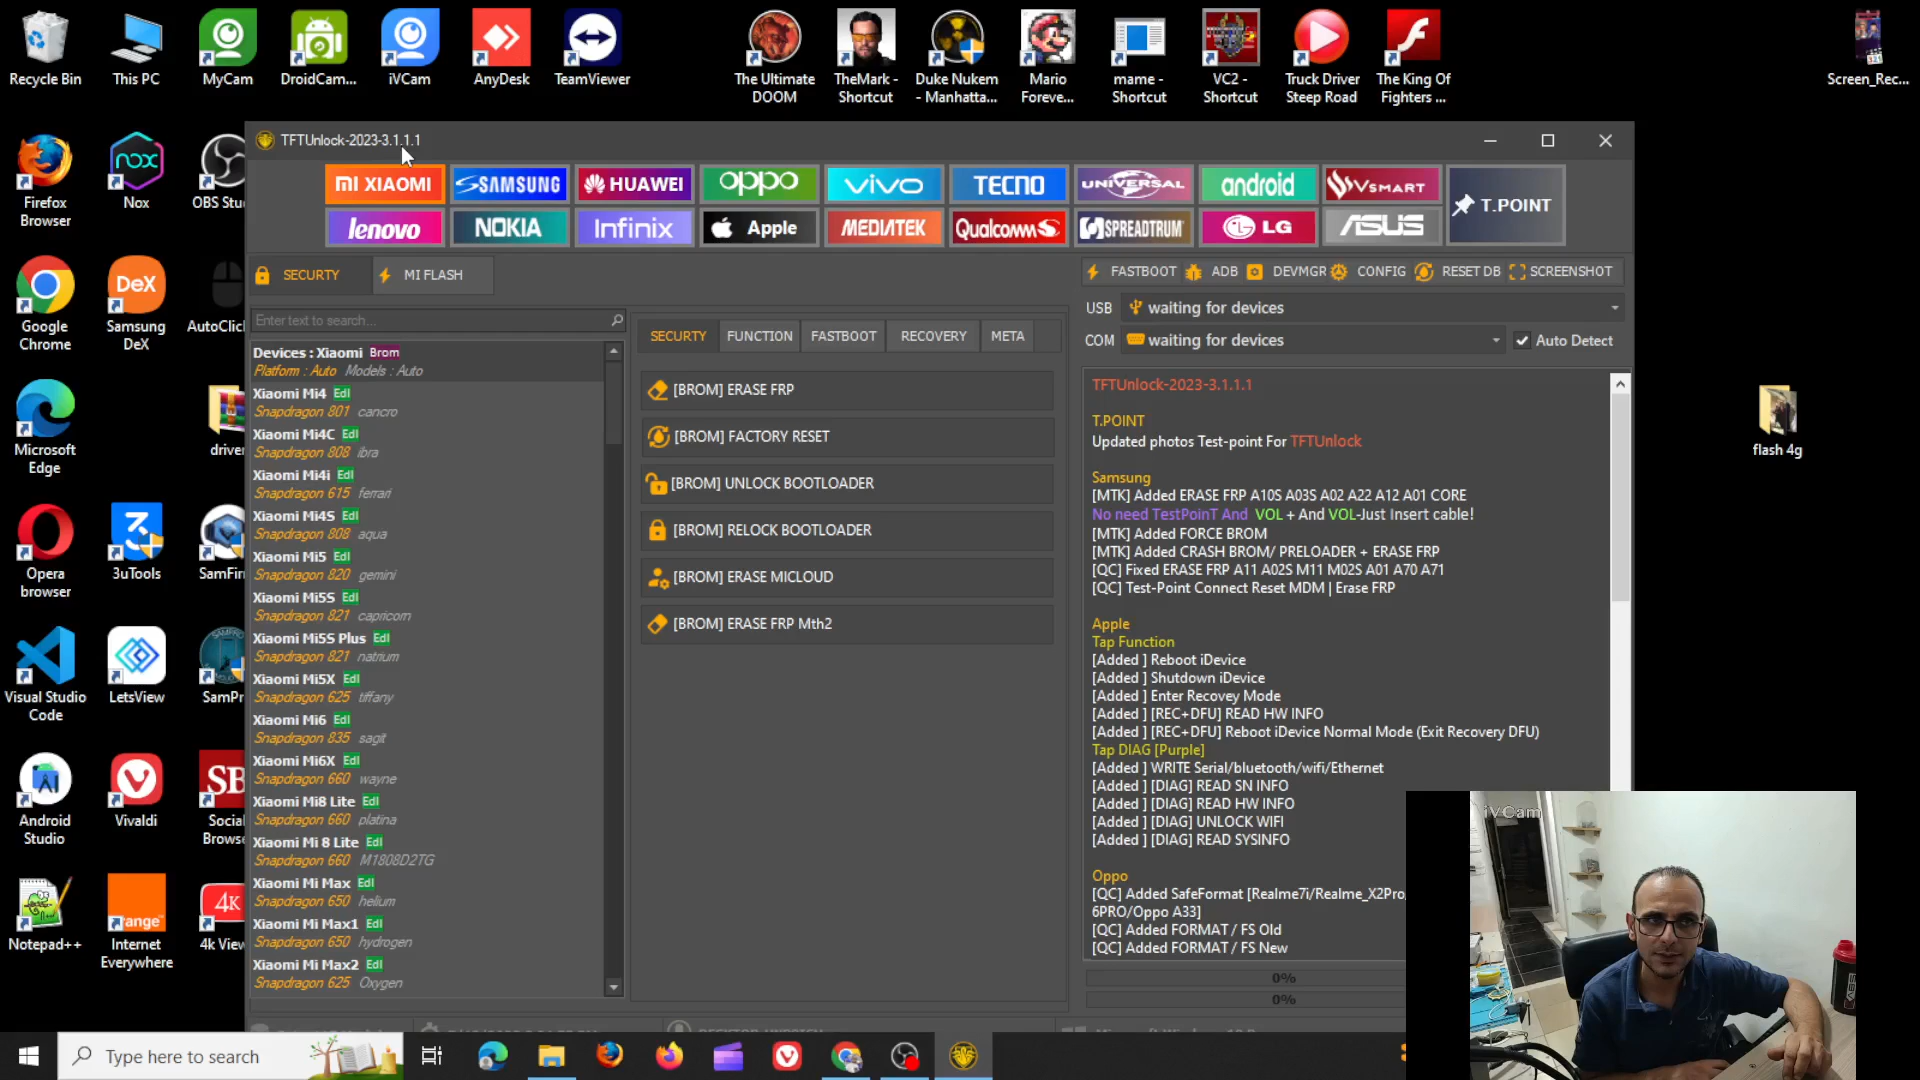 Recycle Bin
This PC
MyCam
DroidCam...
iVCam
AnyDesk
TeamViewer
The Ultimate
DOOM
TheMark -
Shortcut
Duke Nukem
- Manhatta...
Mario
Foreve...
mame -
Shortcut
VC2 -
Shortcut
Truck Driver
Steep Road
The King Of
Fighters ...
Screen_Rec...
Firefox
Browser
nox
Nox
OBS Stu
Google
Chrome
DeX
Samsung
DeX
AutoClic
Microsoft
Edge
driver
Opera
browser
3uTools
SamFir
Visual Studio
Code
LetsView
SamPr
Android
Studio
Vivaldi
SB
Social
Browse
Notepad++
orange
Internet
Everywhere
4K
4k View
flash 4g
TFTUnlock-2023-3.1.1.1
MI XIAOMI
SAMSUNG
HUAWEI
oppo
vivo
TECNO
UNIVERSAL
android
VSMART
T.POINT
lenovo
NOKIA
Infinix
Apple
MEDIATEK
Qualcomm
SPREADTRUM
LG
ASUS
SECURTY
MI FLASH
FASTBOOT
ADB
DEVMGR
CONFIG
RESET DB
SCREENSHOT
Enter text to search...
USB
waiting for devices
COM
waiting for devices
Auto Detect
SECURTY
FUNCTION
FASTBOOT
RECOVERY
META
Devices : Xiaomi Brom
Platform : Auto Models : Auto
Xiaomi Mi4 Edl
Snapdragon 801 cancro
Xiaomi Mi4C Edl
Snapdragon 808 ibra
Xiaomi Mi4i Edl
Snapdragon 615 ferrari
Xiaomi Mi4S Edl
Snapdragon 808 aqua
Xiaomi Mi5 Edl
Snapdragon 820 gemini
Xiaomi Mi5S Edl
Snapdragon 821 capricorn
Xiaomi Mi5S Plus Edl
Snapdragon 821 natrium
Xiaomi Mi5X Edl
Snapdragon 625 tiffany
Xiaomi Mi6 Edl
Snapdragon 835 sagit
Xiaomi Mi6X Edl
Snapdragon 660 wayne
Xiaomi Mi8 Lite Edl
Snapdragon 660 platina
Xiaomi Mi 8 Lite Edl
Snapdragon 660 M1808D2TG
Xiaomi Mi Max Edl
Snapdragon 650 helium
Xiaomi Mi Max1 Edl
Snapdragon 650 hydrogen
Xiaomi Mi Max2 Edl
Snapdragon 625 Oxygen
[BROM] ERASE FRP
[BROM] FACTORY RESET
[BROM] UNLOCK BOOTLOADER
[BROM] RELOCK BOOTLOADER
[BROM] ERASE MICLOUD
[BROM] ERASE FRP Mth2
TFTUnlock-2023-3.1.1.1
T.POINT
Updated photos Test-point For TFTUnlock
Samsung
[MTK] Added ERASE FRP A10S A03S A02 A22 A12 A01 CORE
No need TestPoinT And VOL + And VOL-Just Insert cable!
[MTK] Added FORCE BROM
[MTK] Added CRASH BROM/ PRELOADER + ERASE FRP
[QC] Fixed ERASE FRP A11 A02S M11 M02S A01 A70 A71
[QC] Test-Point Connect Reset MDM | Erase FRP
Apple
Tap Function
[Added ] Reboot iDevice
[Added ] Shutdown iDevice
[Added ] Enter Recovey Mode
[Added ] [REC+DFU] READ HW INFO
[Added ] [REC+DFU] Reboot iDevice Normal Mode (Exit Recovery DFU)
Tap DIAG [Purple]
[Added ] WRITE Serial/bluetooth/wifi/Ethernet
[Added ] [DIAG] READ SN INFO
[Added ] [DIAG] READ HW INFO
[Added ] [DIAG] UNLOCK WIFI
[Added ] [DIAG] READ SYSINFO
Oppo
[QC] Added SafeFormat [Realme7i/Realme_X2Pro
6PRO/Oppo A33]
[QC] Added FORMAT / FS Old
[QC] Added FORMAT / FS New
0%
0%
iVCam
Type here to search